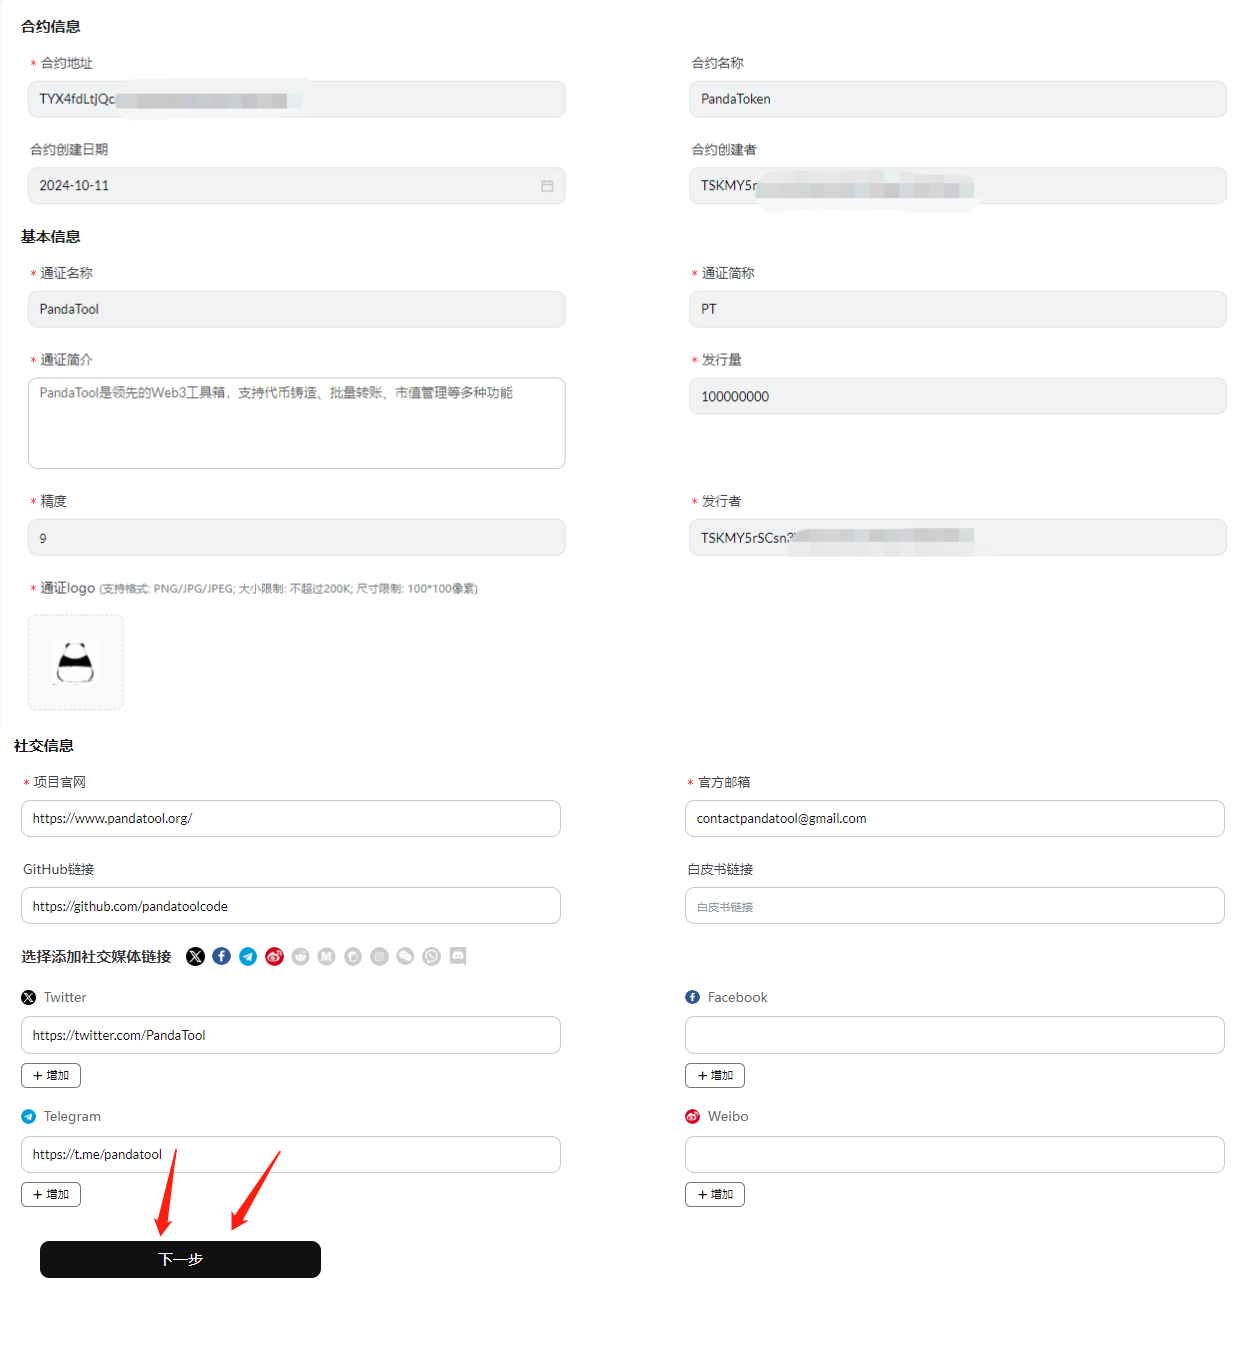 合约信息
* 合约地址
合约名称
TYX4fdLtjQc
PandaToken
合约创建日期
合约创建者
2024-10-11
TSKMY5r
基本信息
* 通证名称
* 通证简称
PandaTool
PT
* 通证简介
* 发行量
PandaTool是领先的Web3工具箱，支持代币铸造、批量转账、市值管理等多种功能
100000000
* 精度
* 发行者
9
TSKMY5rSCsn3
* 通证logo (支持格式: PNG/JPG/JPEG; 大小限制: 不超过200K; 尺寸限制: 100*100像素)
社交信息
* 项目官网
* 官方邮箱
https://www.pandatool.org/
contactpandatool@gmail.com
GitHub链接
白皮书链接
https://github.com/pandatoolcode
白皮书链接
选择添加社交媒体链接
Twitter
Facebook
https://twitter.com/PandaTool
+ 增加
+ 增加
Telegram
Weibo
https://t.me/pandatool
+ 增加
+ 增加
下一步